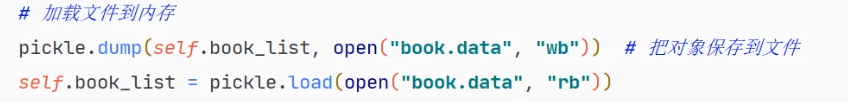 # 加载文件到内存
pickle.dump(self.book_list, open("book.data", "wb"))  # 把对象保存到文件
self.book_list = pickle.load(open("book.data", "rb"))